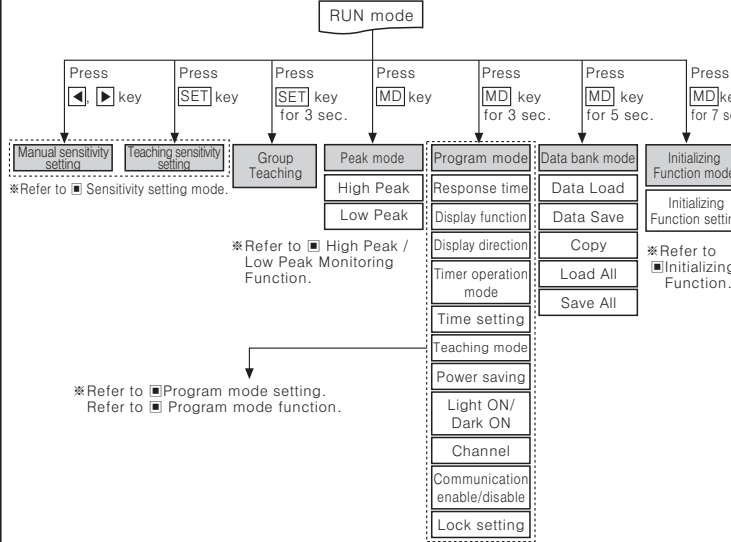 RUN mode
Press
◀, ▶ key
Press
SET key
Press
SET key
for 3 sec.
Press
MD key
Press
MD key
for 3 sec.
Press
MD key
for 5 sec.
Press
MD ke
for 7 se
Manual sensitivity
setting
Teaching sensitivity
setting
※Refer to ▣ Sensitivity setting mode.
Group
Teaching
Peak mode
High Peak
Low Peak
※Refer to ▣ High Peak /
Low Peak Monitoring
Function.
Program mode
Response time
Display function
Display direction
Timer operation
mode
Time setting
Teaching mode
Power saving
Light ON/
Dark ON
Channel
Communication
enable/disable
Lock setting
※Refer to ▣Program mode setting.
Refer to ▣ Program mode function.
Data bank mode
Data Load
Data Save
Copy
Load All
Save All
Initializing
Function mode
Initializing
Function settin
※Refer to
▣Initializing
Function.